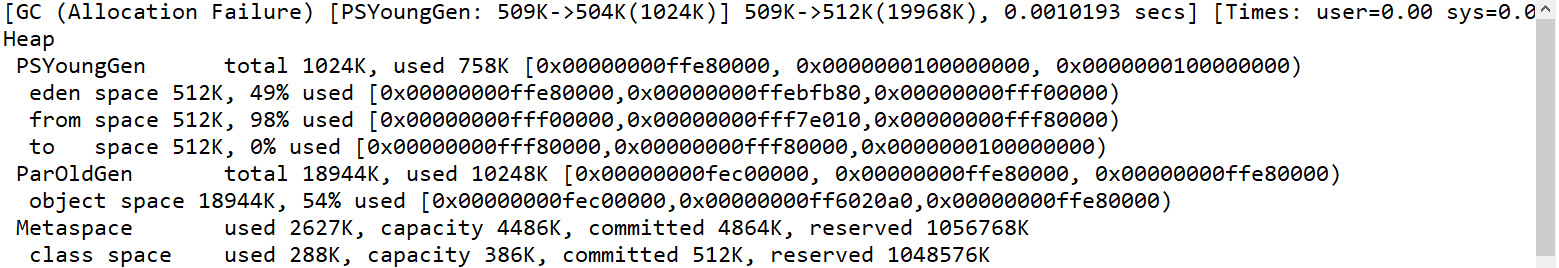 [GC (Allocation Failure) [PSYoungGen: 509K->504K(1024K)] 509K->512K(19968K), 0.0010193 secs] [Times: user=0.00 sys=0.0
Heap
 PSYoungGen      total 1024K, used 758K [0x00000000ffe80000, 0x0000000100000000, 0x0000000100000000)
  eden space 512K, 49% used [0x00000000ffe80000,0x00000000ffebfb80,0x00000000fff00000)
  from space 512K, 98% used [0x00000000fff00000,0x00000000fff7e010,0x00000000fff80000)
  to   space 512K, 0% used [0x00000000fff80000,0x00000000fff80000,0x0000000100000000)
 ParOldGen       total 18944K, used 10248K [0x00000000fec00000, 0x00000000ffe80000, 0x00000000ffe80000)
  object space 18944K, 54% used [0x00000000fec00000,0x00000000ff6020a0,0x00000000ffe80000)
 Metaspace       used 2627K, capacity 4486K, committed 4864K, reserved 1056768K
  class space    used 288K, capacity 386K, committed 512K, reserved 1048576K